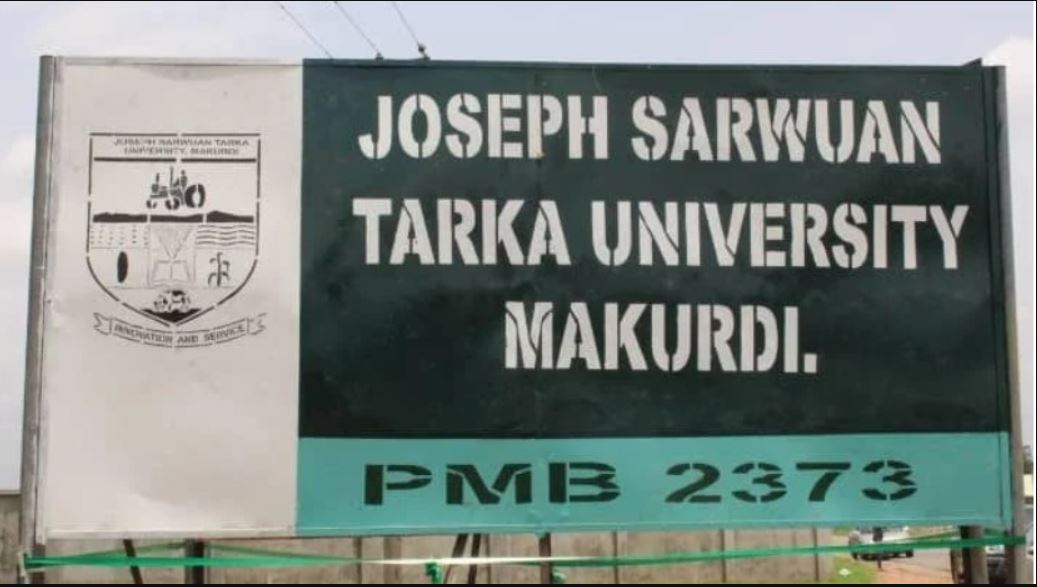 JOSEPH SARWUAN TARKA
UNIVERSITY, MAKURDI
INNOVATION AND SERVICE
JOSEPH SARWUAN
TARKA UNIVERSITY
MAKURDI.
PMB 2373